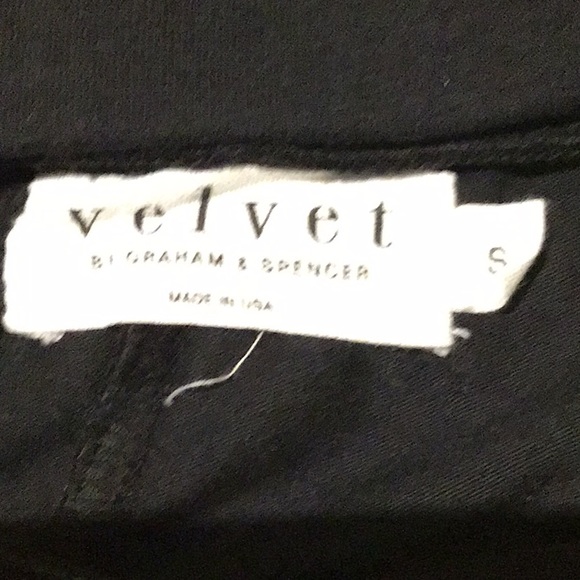 velvet
BY GRAHAM & SPENCER
MADE IN USA
S